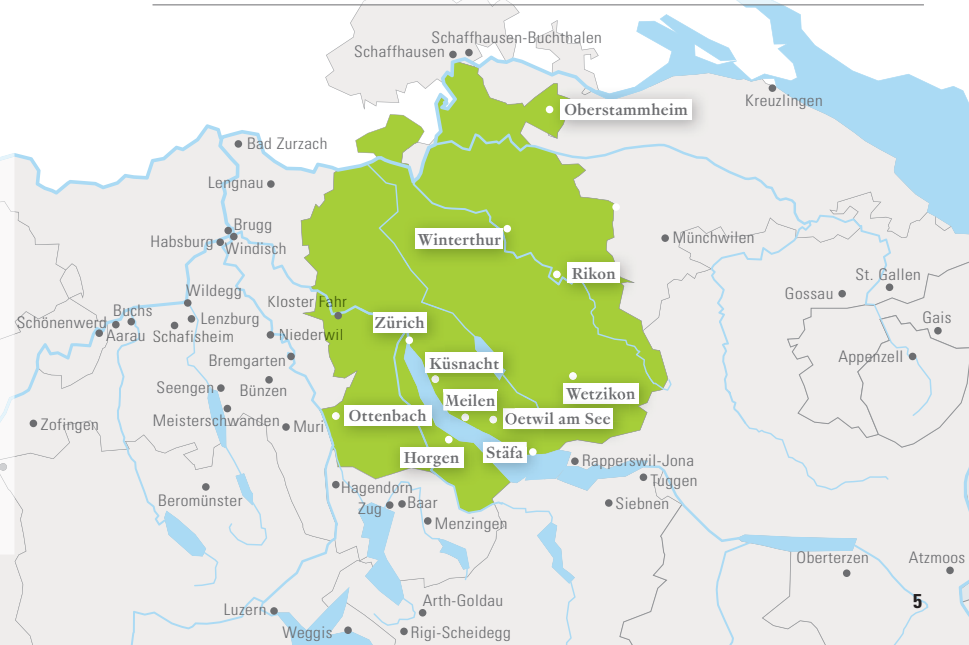 Schaffhausen-Buchthalen
Schaffhausen
Kreuzlingen
Oberstammheim
Bad Zurzach
Lengnau
Brugg
Habsburg
Windisch
Winterthur
Münchwilen
Rikon
St. Gallen
Gossau
Wildegg
Kloster Fahr
Buchs
Schönenwerd
Lenzburg
Zürich
Gais
Aarau
Schafisheim
Niederwil
Bremgarten
Küsnacht
Appenzell
Seengen
Bünzen
Wetzikon
Meilen
Ottenbach
Oetwil am See
Meisterschwanden
Muri
Zofingen
Horgen
Stäfa
Rapperswil-Jona
Tuggen
Hagendorn
Beromünster
Zug
Baar
Siebnen
Menzingen
Oberterzen
Atzmoos
5
Arth-Goldau
Luzern
Weggis
Rigi-Scheidegg